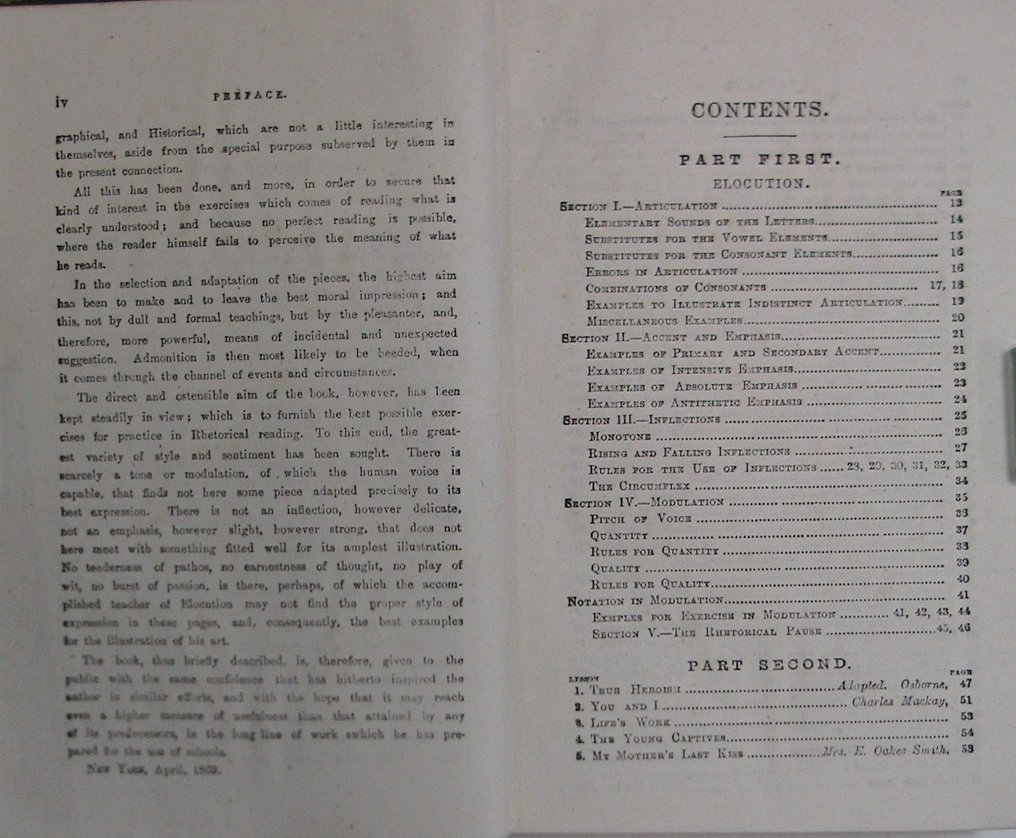 iv PREFACE.
graphical, and Historical, which are not a little interesting in
themselves, aside from the special purpose subserved by them in
the present connection.
All this has been done, and more, in order to secure that
kind of interest in the exercises which comes of reading what is
clearly understood; and because no perfect reading is possible,
where the reader himself fails to perceive the meaning of what
he reads.
In the selection and adaptation of the pieces, the highest aim
has been to make and to leave the best moral impression; and
this, not by dull and formal teachings, but by the pleasanter, and,
therefore, more powerful, means of incidental and unexpected
suggestion. Admonition is then most likely to be heeded, when
it comes through the channel of events and circumstances.
The direct and ostensible aim of the book, however, has been
kept steadily in view; which is to furnish the best possible exer-
cises for practice in Rhetorical reading. To this end, the great-
est variety of style and sentiment has been sought. There is
scarcely a tone or modulation, of which the human voice is
capable, that finds not here some piece adapted precisely to its
best expression. There is not an inflection, however delicate,
not an emphasis, however slight, however strong, that does not
here meet with something fitted well for its amplest illustration.
No tenderness of pathos, no earnestness of thought, no play of
wit, no burst of passion, is there, perhaps, of which the accom-
plished teacher of Elocution may not find the proper style of
expression in these pages, and, consequently, the best examples
for the illustration of his art.
The book, thus briefly described, is, therefore, given to the
public with the same confidence that has hitherto inspired the
author in similar efforts, and with the hope that it may reach
even a higher measure of usefulness than that attained by any
of its predecessors, in the long line of work swhich he has pre-
pared for the use of schools.
New York, April,
CONTENTS.
PART FIRST.
ELOCUTION.
PAGE
SECTION I.—ARTICULATION 13
ELEMENTARY SOUNDS OF THE LETTERS 14
SUBSTITUTES FOR THE VOWEL ELEMENTS 15
SUBSTITUTES FOR THE CONSONANT ELEMENTS 16
ERRORS IN ARTICULATION 16
COMBINATIONS OF CONSONANTS 17, 18
EXAMPLES TO ILLUSTRATE INDISTINCT ARTICULATION 19
MISCELLANEOUS EXAMPLES 20
SECTION II.—ACCENT AND EMPHASIS 21
EXAMPLES OF PRIMARY AND SECONDARY ACCENT 21
EXAMPLES OF INTENSIVE EMPHASIS 22
EXAMPLES OF ABSOLUTE EMPHASIS 23
EXAMPLES OF ANTITHETIC EMPHASIS 24
SECTION III.—INFLECTIONS 25
MONOTONE 26
RISING AND FALLING INFLECTIONS 27
RULES FOR THE USE OF INFLECTIONS 28, 29, 30, 31, 32, 33
THE CIRCUMFLEX 34
SECTION IV.—MODULATION 35
PITCH OF VOICE 36
QUANTITY 37
RULES FOR QUANTITY 38
QUALITY 39
RULES FOR QUALITY 40
NOTATION IN MODULATION 41
EXMPLES FOR EXERCISE IN MODULATION 41, 42, 43, 44
SECTION V.—THE RHETORICAL PAUSE 45, 46
PART SECOND.
LESSON PAGE
1. TRUE HEROISM Adapted. Osborne, 47
2. YOU AND I Charles Mackay, 51
3. LIFE'S WORK 53
4. THE YOUNG CAPTIVES 54
5. MY MOTHER'S LAST KISS Mrs. E. Oakes Smith, 58